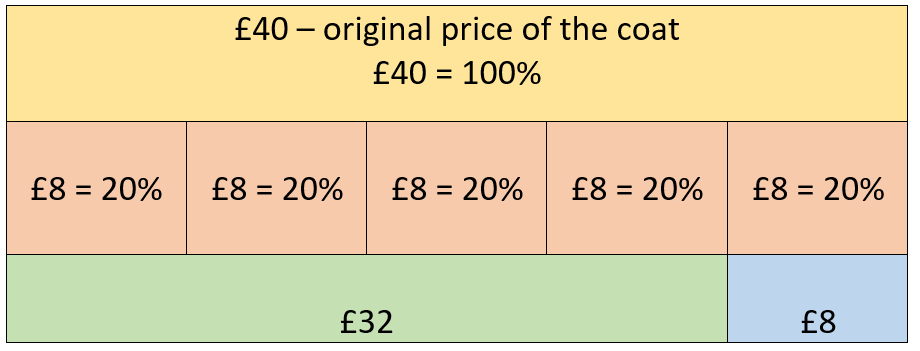 £40 – original price of the coat
£40 = 100%
£8 = 20% £8 = 20% £8 = 20% £8 = 20% £8 = 20%
£32 £8